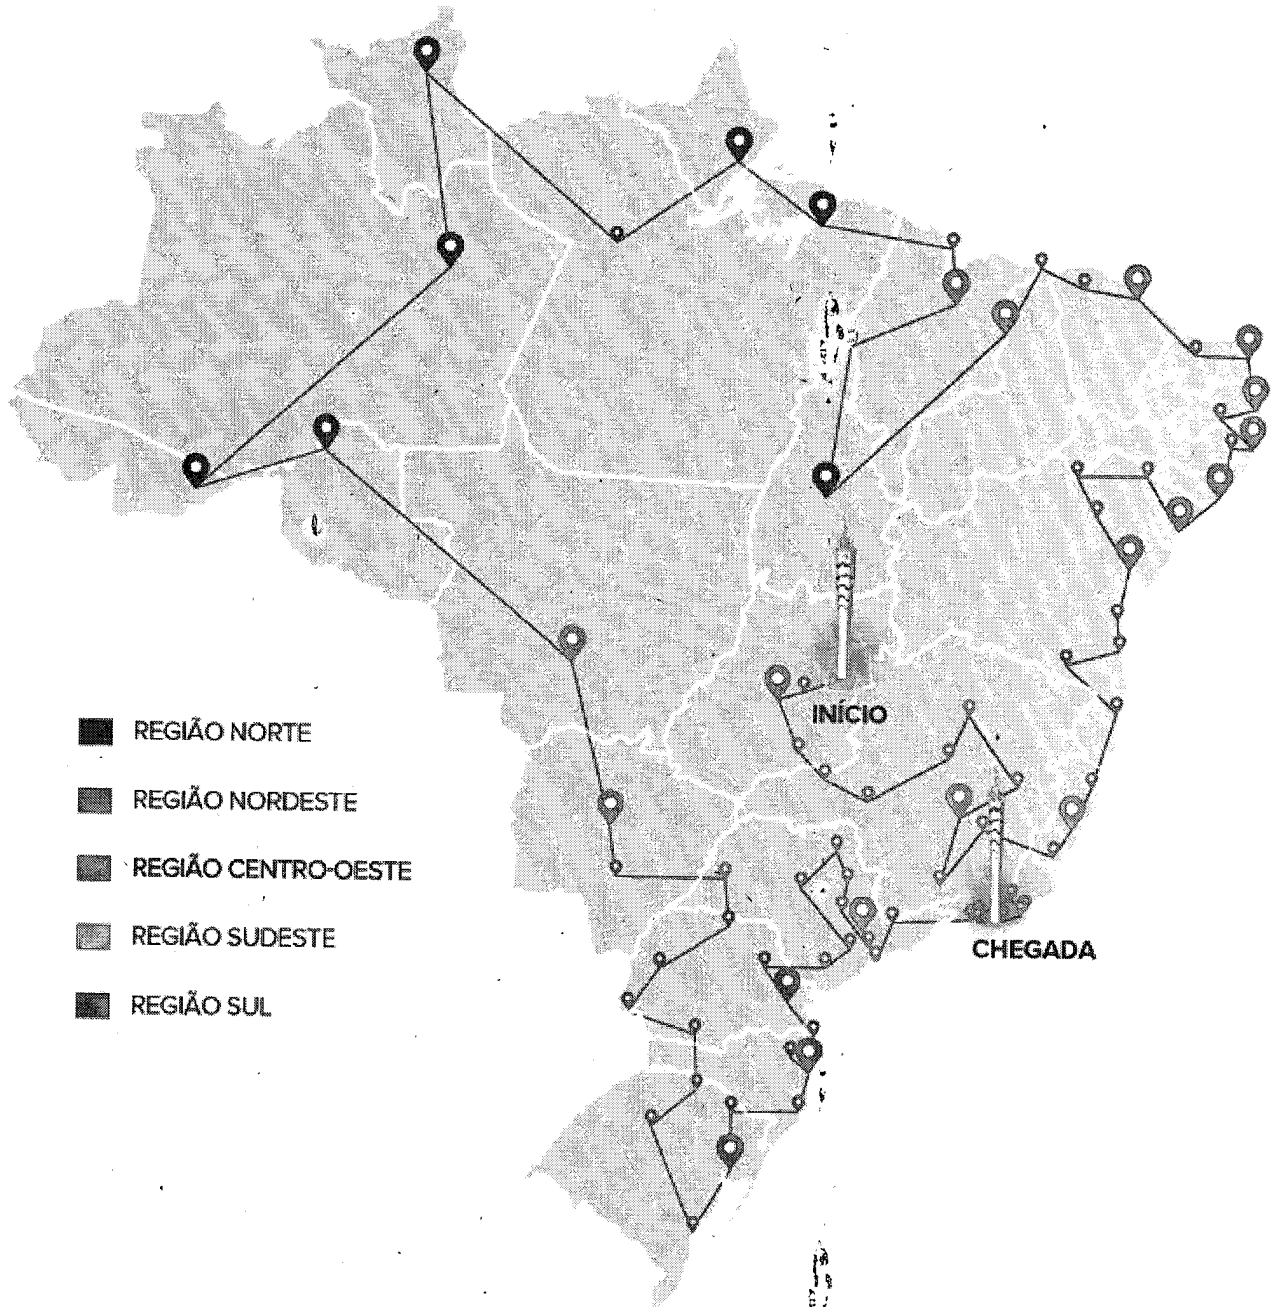 INÍCIO
REGIÃO NORTE
REGIÃO NORDESTE
REGIÃO CENTRO-OESTE
REGIÃO SUDESTE
CHEGADA
REGIÃO SUL